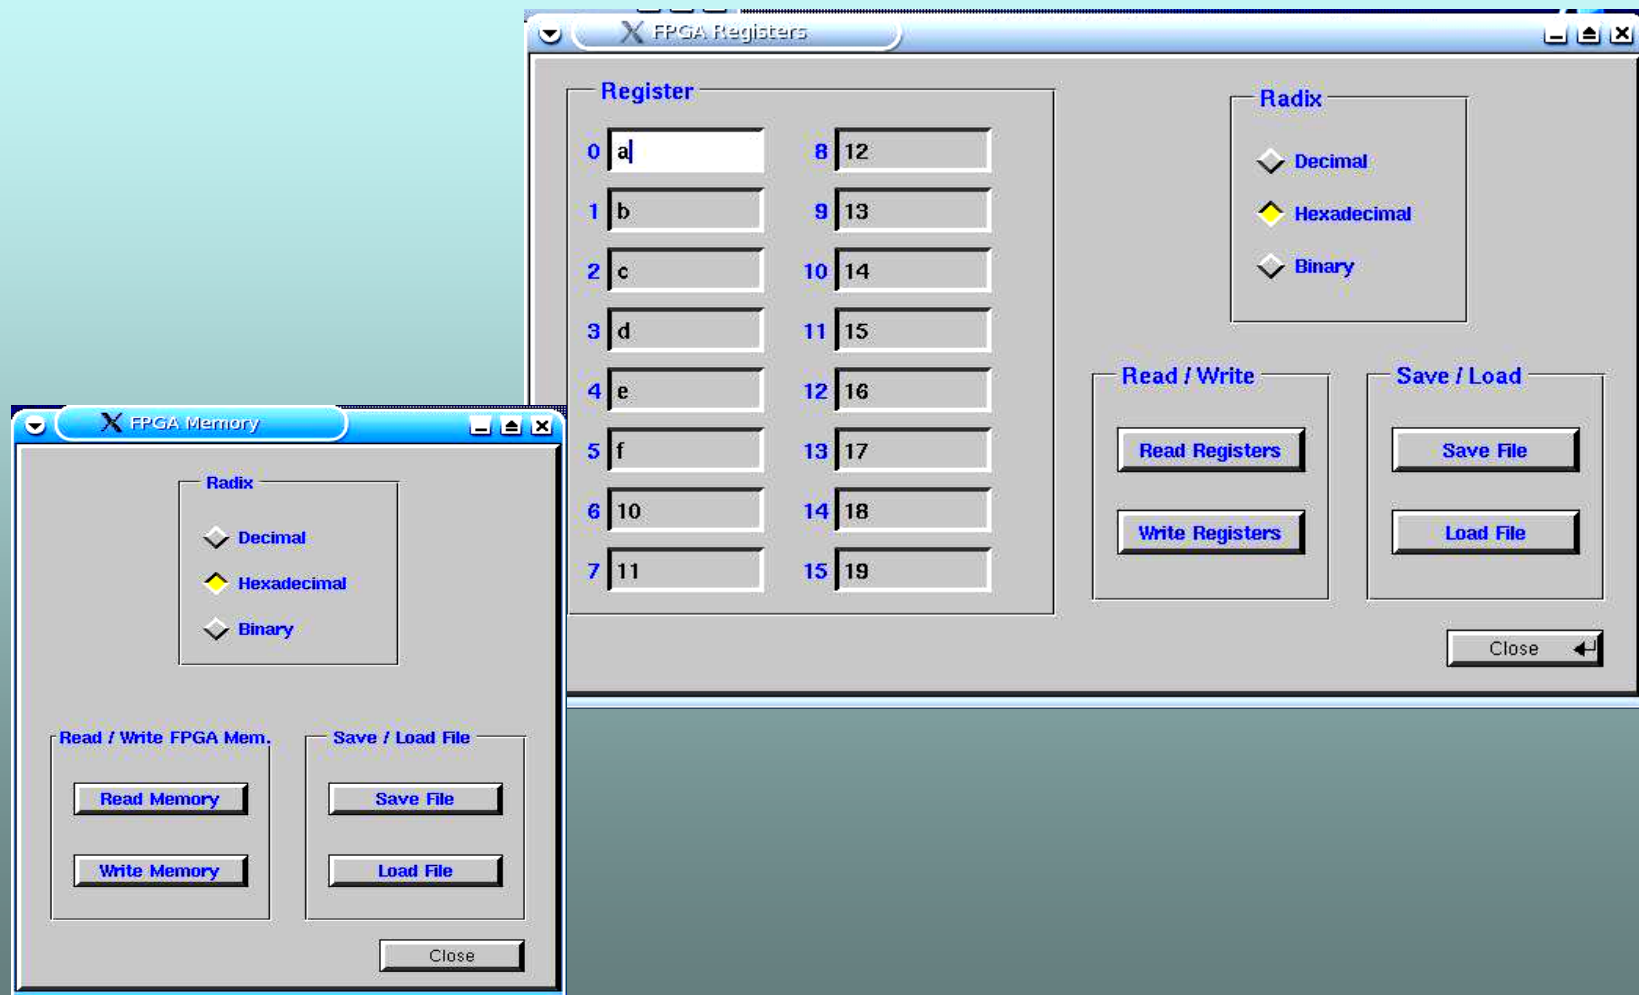 FPGA Registers
Register
0 a 8 12
1 b 9 13
2 c 10 14
3 d 11 15
4 e 12 16
5 f 13 17
6 10 14 18
7 11 15 19
Radix
Decimal
Hexadecimal
Binary
Read / Write
Read Registers
Write Registers
Save / Load
Save File
Load File
Close
FPGA Memory
Radix
Decimal
Hexadecimal
Binary
Read / Write FPGA Mem.
Read Memory
Write Memory
Save / Load File
Save File
Load File
Close